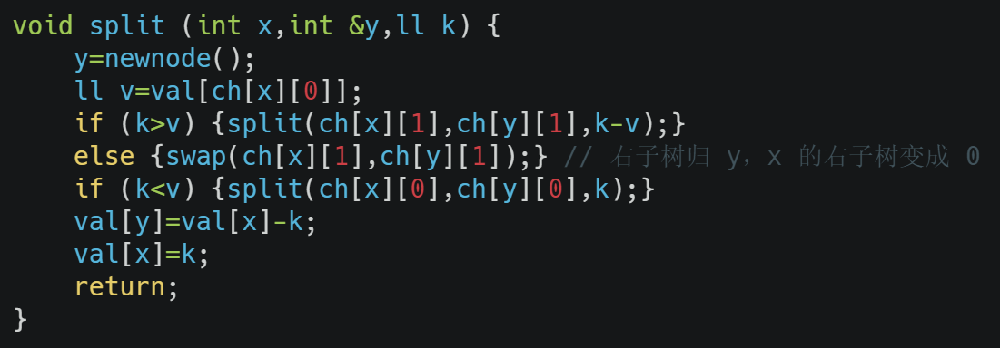 void split (int x,int &y,ll k) {
    y=newnode();
    ll v=val[ch[x][0]];
    if (k>v) {split(ch[x][1],ch[y][1],k-v);}
    else {swap(ch[x][1],ch[y][1]);} // 右子树归 y，x 的右子树变成 0
    if (k<v) {split(ch[x][0],ch[y][0],k);}
    val[y]=val[x]-k;
    val[x]=k;
    return;
}